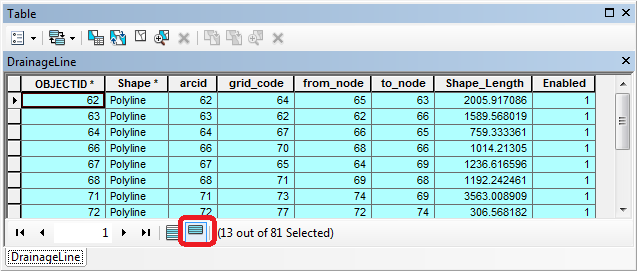 Table
DrainageLine
OBJECTID * Shape * arcid grid_code from_node to_node Shape_Length Enabled
62 Polyline 62 64 65 63 2005.917086 1
63 Polyline 63 62 62 66 1589.568019 1
64 Polyline 64 67 66 65 759.333361 1
66 Polyline 66 70 68 66 1014.21305 1
67 Polyline 67 65 64 69 1236.616596 1
68 Polyline 68 71 69 68 1192.242461 1
71 Polyline 71 73 74 69 3563.008909 1
72 Polyline 72 77 72 74 306.568182 1
1 (13 out of 81 Selected)
DrainageLine